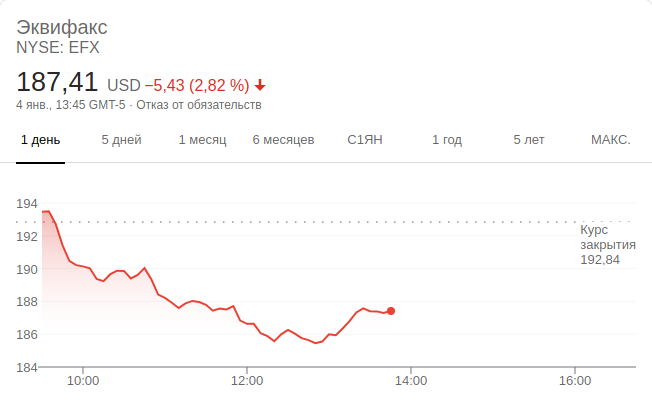 Эквифакс
NYSE: EFX
187,41 USD −5,43 (2,82 %)
4 янв., 13:45 GMT-5 · Отказ от обязательств
1 день 5 дней 1 месяц 6 месяцев С1ЯН 1 год 5 лет МАКС.
194
192
190
188
186
184
Курс
закрытия
192,84
10:00 12:00 14:00 16:00